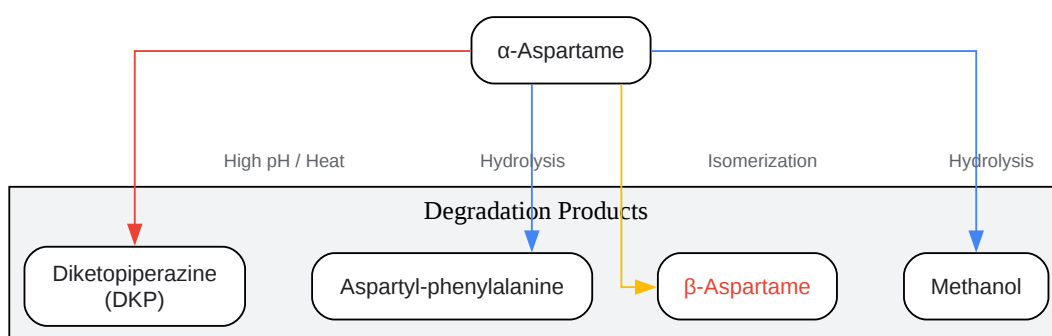 α-Aspartame
High pH / Heat
Hydrolysis
Isomerization
Hydrolysis
Degradation Products
Diketopiperazine
(DKP)
Aspartyl-phenylalanine
β-Aspartame
Methanol